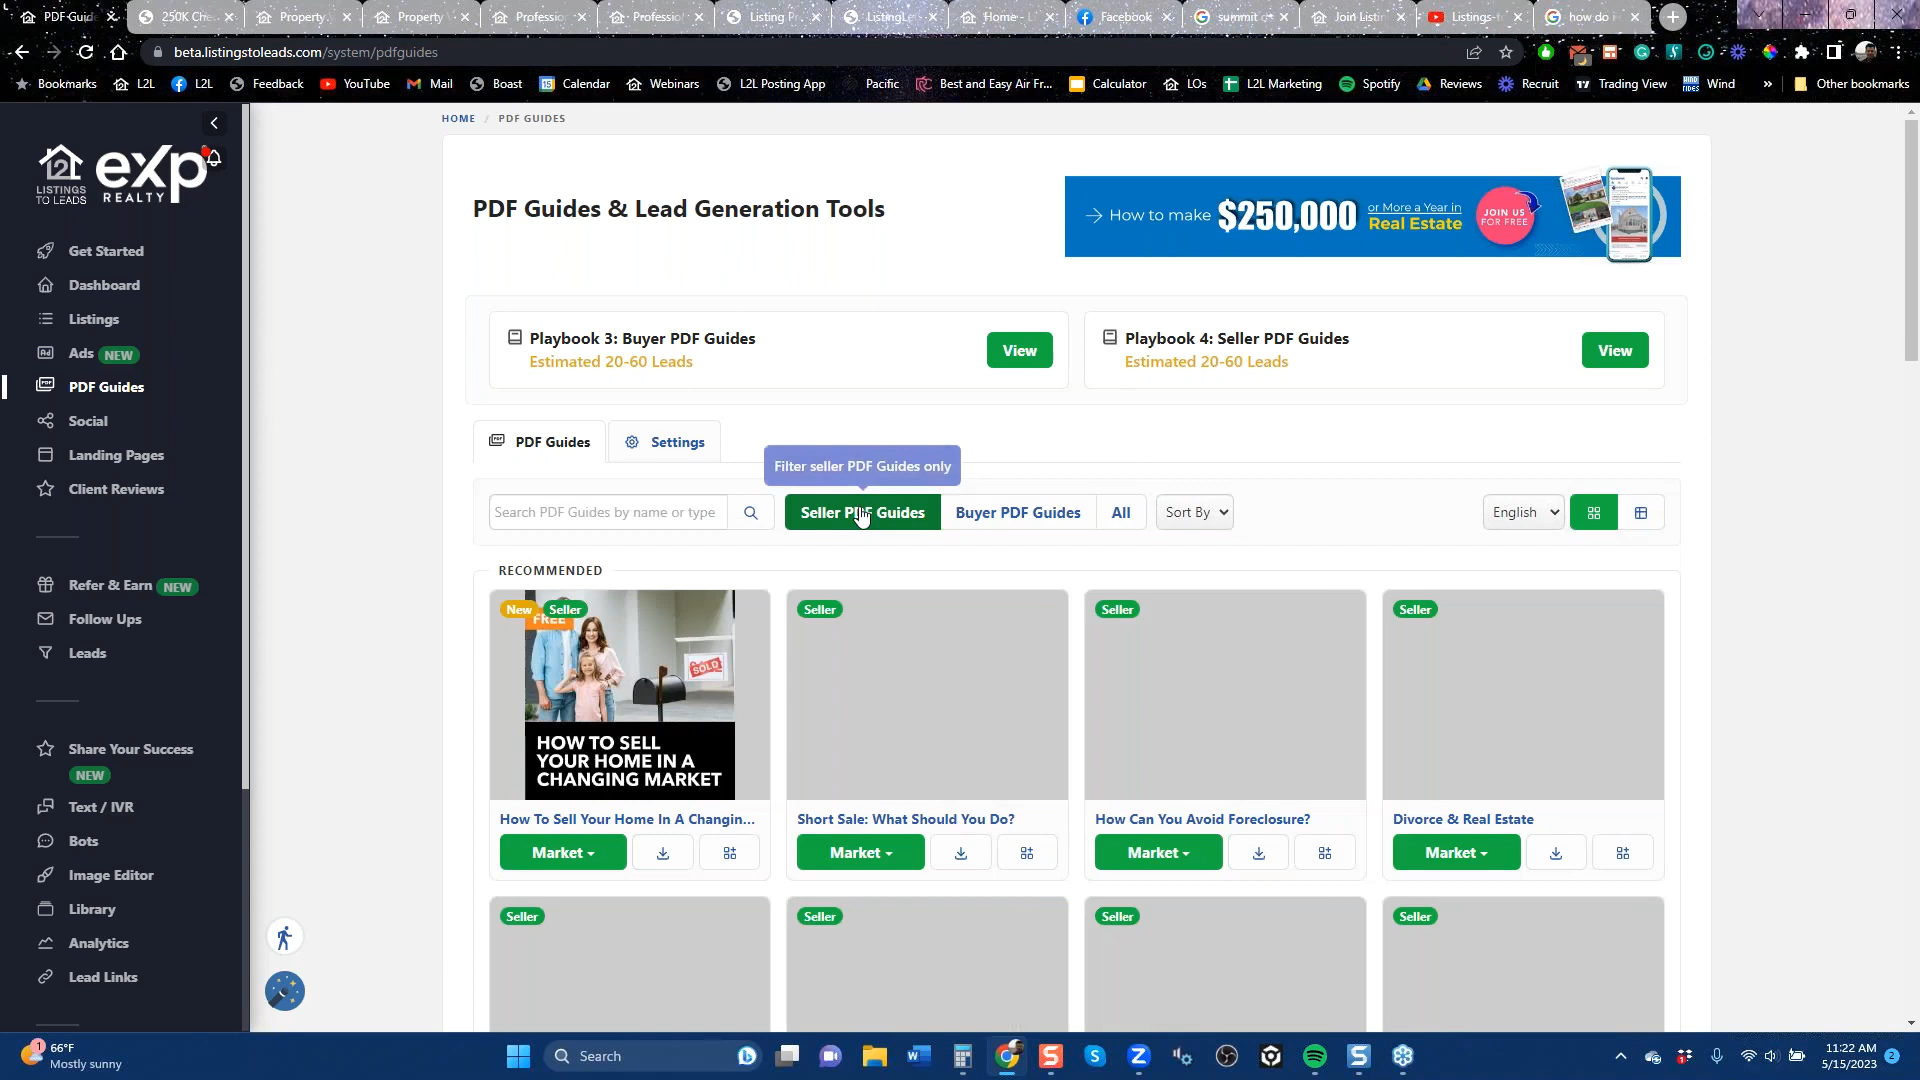 PDF Guid
250K Che
Property
Property
Profession
Profession
Listing Pr
ListingLe
Home - L
Facebook
summit c
Join Listin
Listings-t
how do i
beta.listingstoleads.com/system/pdfguides
Bookmarks
L2L
L2L
Feedback
YouTube
Mail
Boast
Calendar
Webinars
L2L Posting App
Pacific
Best and Easy Air Fr...
Calculator
LOs
L2L Marketing
Spotify
Reviews
Recruit
Trading View
Wind
»
Other bookmarks
L2L
LISTINGS
TO LEADS
eXp
REALTY
Get Started
Dashboard
Listings
Ads NEW
PDF Guides
Social
Landing Pages
Client Reviews
Refer & Earn NEW
Follow Ups
Leads
Share Your Success
NEW
Text / IVR
Bots
Image Editor
Library
Analytics
Lead Links
HOME / PDF GUIDES
PDF Guides & Lead Generation Tools
How to make $250,000 or More a Year in
Real Estate
JOIN US
FOR FREE
Playbook 3: Buyer PDF Guides
Estimated 20-60 Leads
View
Playbook 4: Seller PDF Guides
Estimated 20-60 Leads
View
PDF Guides
Settings
Filter seller PDF Guides only
Search PDF Guides by name or type
Seller PDF Guides
Buyer PDF Guides
All
Sort By
English
RECOMMENDED
New
Seller
FREE
SOLD
HOW TO SELL
YOUR HOME IN A
CHANGING MARKET
Seller
Seller
Seller
How To Sell Your Home In A Changin...
Short Sale: What Should You Do?
How Can You Avoid Foreclosure?
Divorce & Real Estate
Market
Market
Market
Market
Seller
Seller
Seller
Seller
1
66°F
Mostly sunny
Search
11:22 AM
5/15/2023
2